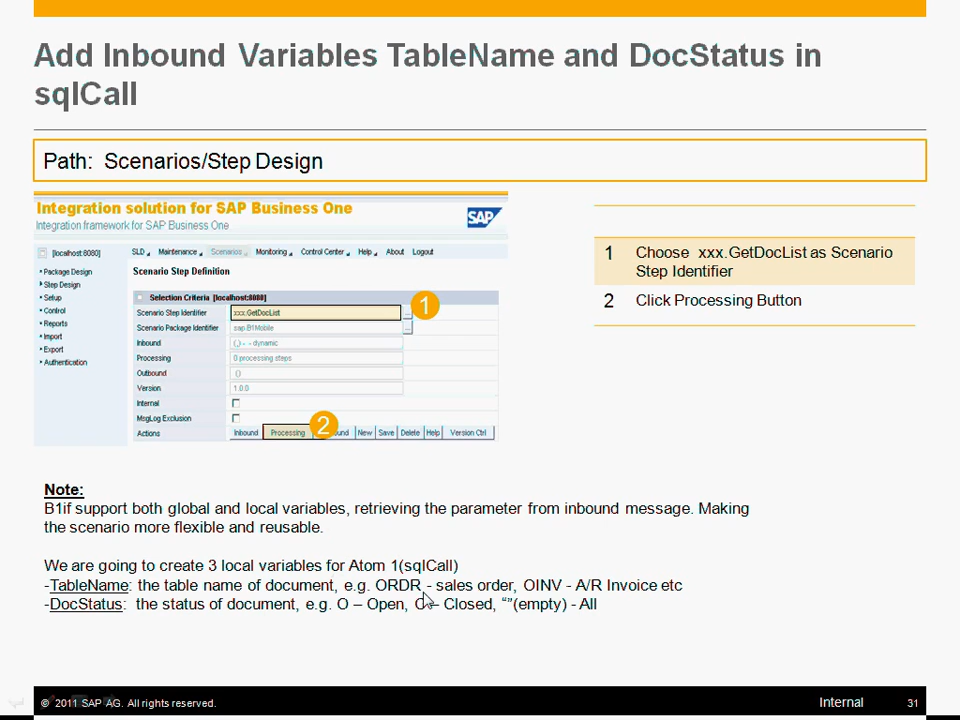 Add Inbound Variables TableName and DocStatus in
sqlCall
Path: Scenarios/Step Design
Integration solution for SAP Business One
Integration framework for SAP Business One
SAP
[localhost:8080]
SLD
Maintenance
Scenarios
Monitoring
Control Center
Help
About
Logout
Package Design
Step Design
Setup
Control
Reports
Import
Export
Authentication
Scenario Step Definition
Selection Criteria [localhost:8080]
Scenario Step Identifier xxx.GetDocList
1
Scenario Package Identifier sap.B1Mobile
Inbound (,) - - dynamic
Processing 0 processing steps
Outbound ()
Version 1.0.0
Internal
MsgLog Exclusion
Actions Inbound Processing 2 New Save Delete Help Version Ctrl
1 Choose xxx.GetDocList as Scenario
Step Identifier
2 Click Processing Button
Note:
B1if support both global and local variables, retrieving the parameter from inbound message. Making
the scenario more flexible and reusable.
We are going to create 3 local variables for Atom 1(sqlCall)
-TableName: the table name of document, e.g. ORDR - sales order, OINV - A/R Invoice etc
-DocStatus: the status of document, e.g. O – Open, C – Closed, “”(empty) - All
© 2011 SAP AG. All rights reserved.
Internal
31